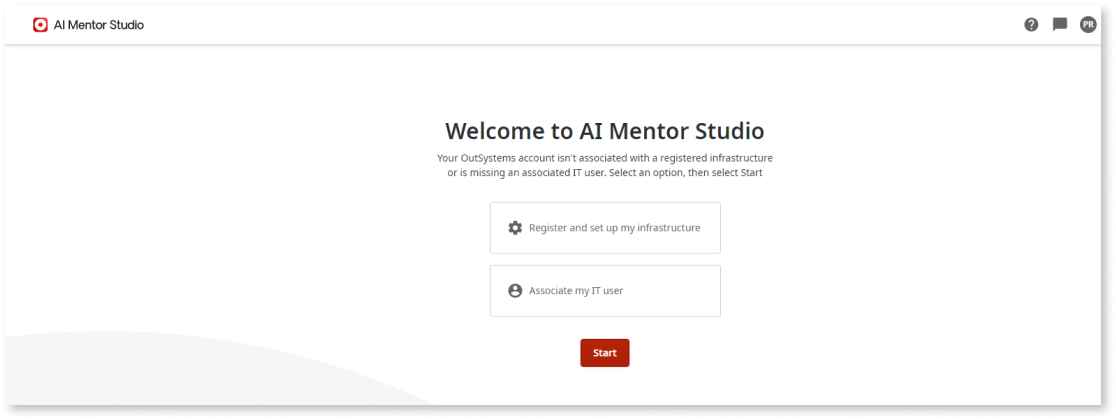 AI Mentor Studio
PR
Welcome to AI Mentor Studio
Your OutSystems account isn't associated with a registered infrastructure
or is missing an associated IT user. Select an option, then select Start
Register and set up my infrastructure
Associate my IT user
Start